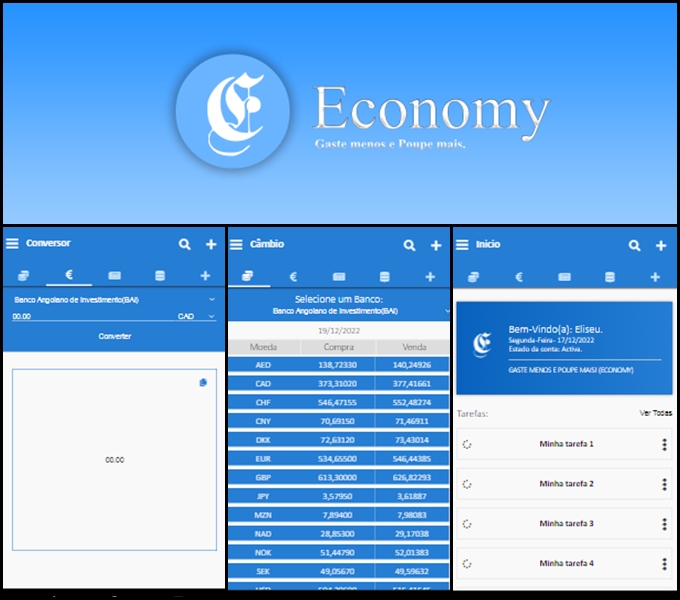 Economy
Gaste menos e Poupe mais.
Conversor
Banco Angolano de Investimento(BAI)
00.00 CAD
Converter
00.00
Câmbio
Selecione um Banco:
Banco Angolano de Investimento(BAI)
19/12/2022
Moeda Compra Venda
AED 138,72330 140,24926
CAD 373,31020 377,41661
CHF 546,47155 552,48274
CNY 70,69150 71,46911
DKK 72,63120 73,43014
EUR 534,65500 546,44385
GBP 613,30000 626,82293
JPY 3,57950 3,61887
MZN 7,89400 7,98083
NAD 28,85300 29,17038
NOK 51,44790 52,01383
SEK 49,05670 49,59632
Inicio
Bem-Vindo(a): Eliseu.
Segunda-Feira- 17/12/2022
Estado da conta: Activa.
GASTE MENOS E POUPE MAIS! (ECONOMY)
Tarefas: Ver Todas
Minha tarefa 1
Minha tarefa 2
Minha tarefa 3
Minha tarefa 4